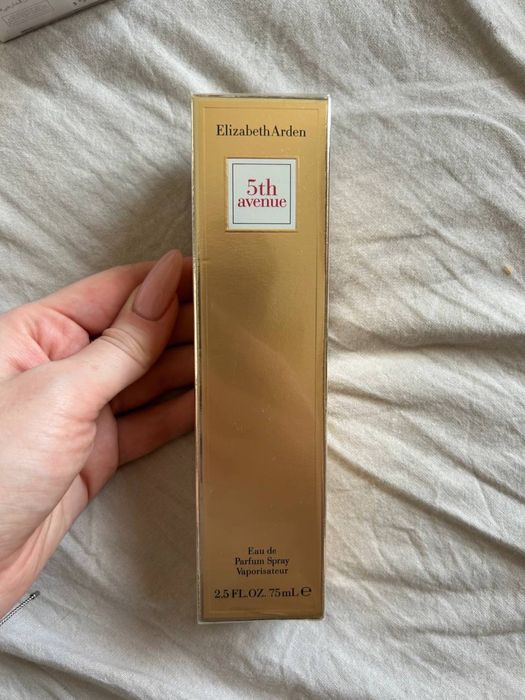 ElizabethArden
5th
avenue
Eau de
Parfum Spray
Vaporisateur
2.5 FL.OZ. 75mL ℮